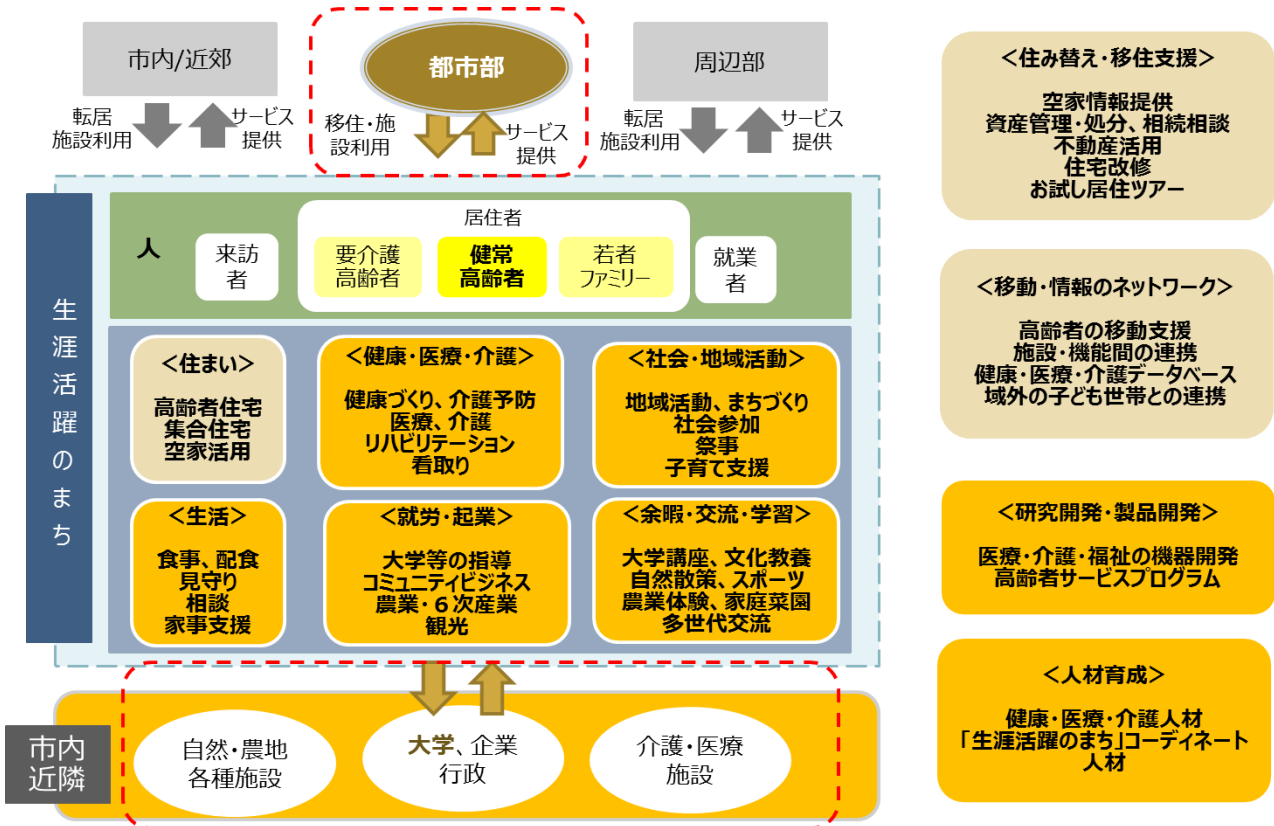 市内/近郊
都市部
周辺部
転居
施設利用
サービス
提供
移住・施
設利用
サービス
提供
転居
施設利用
サービス
提供
生涯活躍のまち
人
来訪
者
居住者
要介護
高齢者
健常
高齢者
若者
ファミリー
就業
者
<住まい>
高齢者住宅
集合住宅
空家活用
<健康・医療・介護>
健康づくり、介護予防
医療、介護
リハビリテーション
看取り
<社会・地域活動>
地域活動、まちづくり
社会参加
祭事
子育て支援
<生活>
食事、配食
見守り
相談
家事支援
<就労・起業>
大学等の指導
コミュニティビジネス
農業・6次産業
観光
<余暇・交流・学習>
大学講座、文化教養
自然散策、スポーツ
農業体験、家庭菜園
多世代交流
市内
近隣
自然・農地
各種施設
大学、企業
行政
介護・医療
施設
<住み替え・移住支援>
空家情報提供
資産管理・処分、相続相談
不動産活用
住宅改修
お試し居住ツアー
<移動・情報のネットワーク>
高齢者の移動支援
施設・機能間の連携
健康・医療・介護データベース
域外の子ども世帯との連携
<研究開発・製品開発>
医療・介護・福祉の機器開発
高齢者サービスプログラム
<人材育成>
健康・医療・介護人材
「生涯活躍のまち」コーディネート
人材